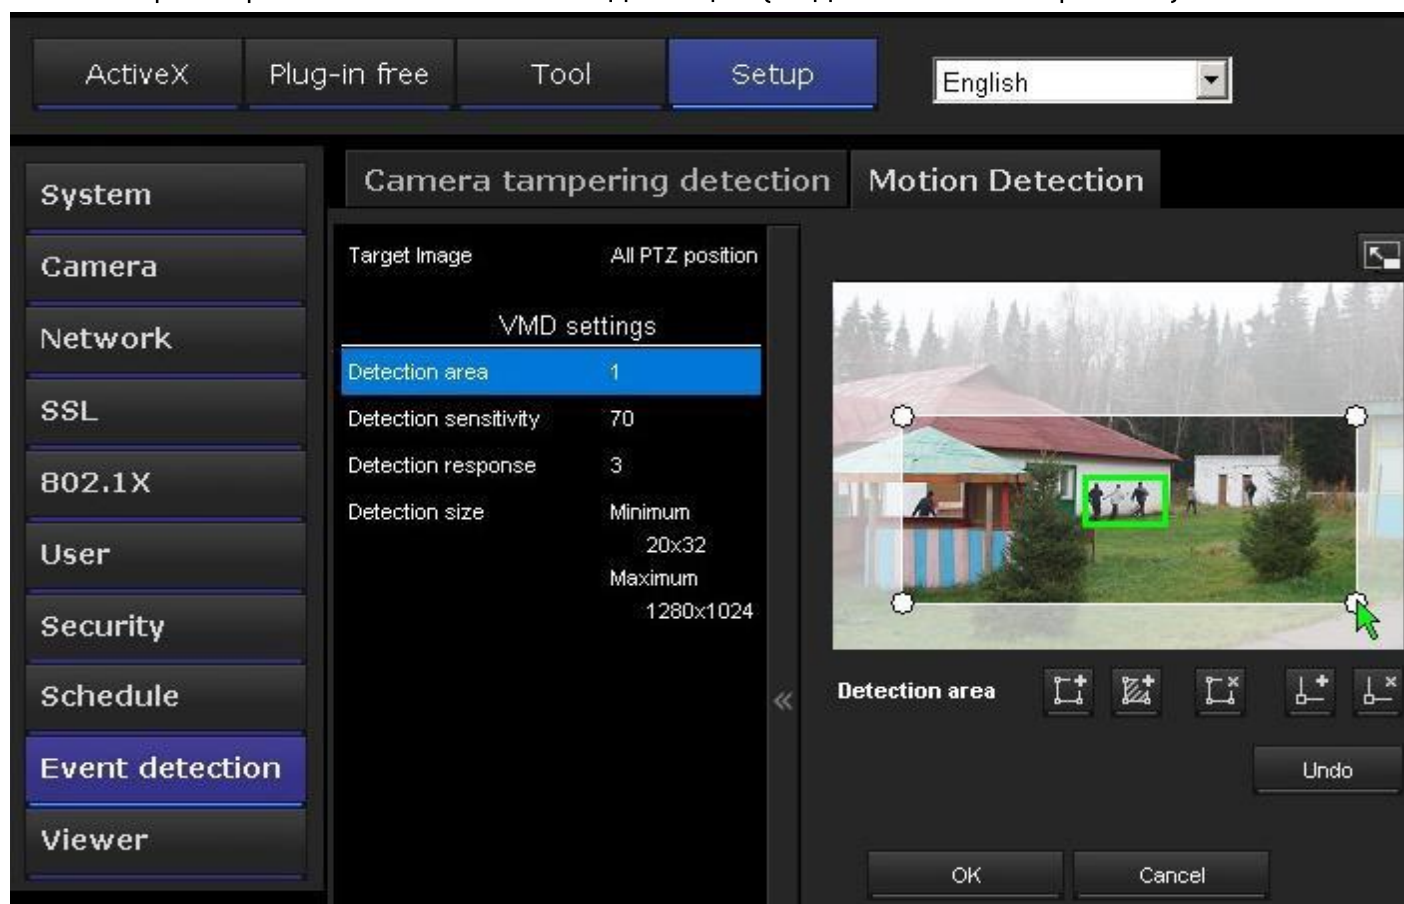 ActiveX
Plug-in free
Tool
Setup
English
System
Camera
Network
SSL
802.1X
User
Security
Schedule
Event detection
Viewer
Camera tampering detection
Motion Detection
Target Image All PTZ position
VMD settings
Detection area 1
Detection sensitivity 70
Detection response 3
Detection size Minimum
20x32
Maximum
1280x1024
«
Detection area
Undo
OK
Cancel